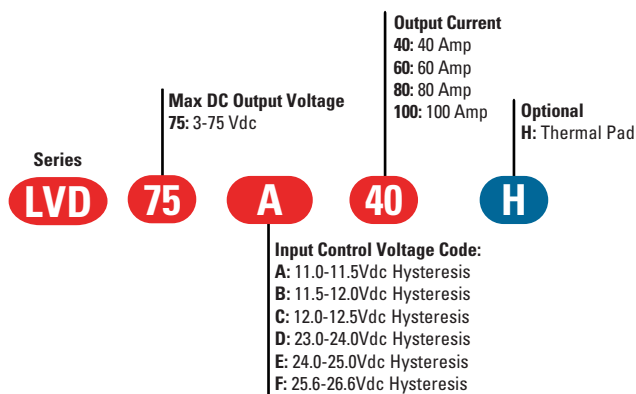 Output Current
40: 40 Amp
60: 60 Amp
80: 80 Amp
100: 100 Amp
Max DC Output Voltage
75: 3-75 Vdc
Optional
H: Thermal Pad
Series
LVD 75 A 40 H
Input Control Voltage Code:
A: 11.0-11.5Vdc Hysteresis
B: 11.5-12.0Vdc Hysteresis
C: 12.0-12.5Vdc Hysteresis
D: 23.0-24.0Vdc Hysteresis
E: 24.0-25.0Vdc Hysteresis
F: 25.6-26.6Vdc Hysteresis